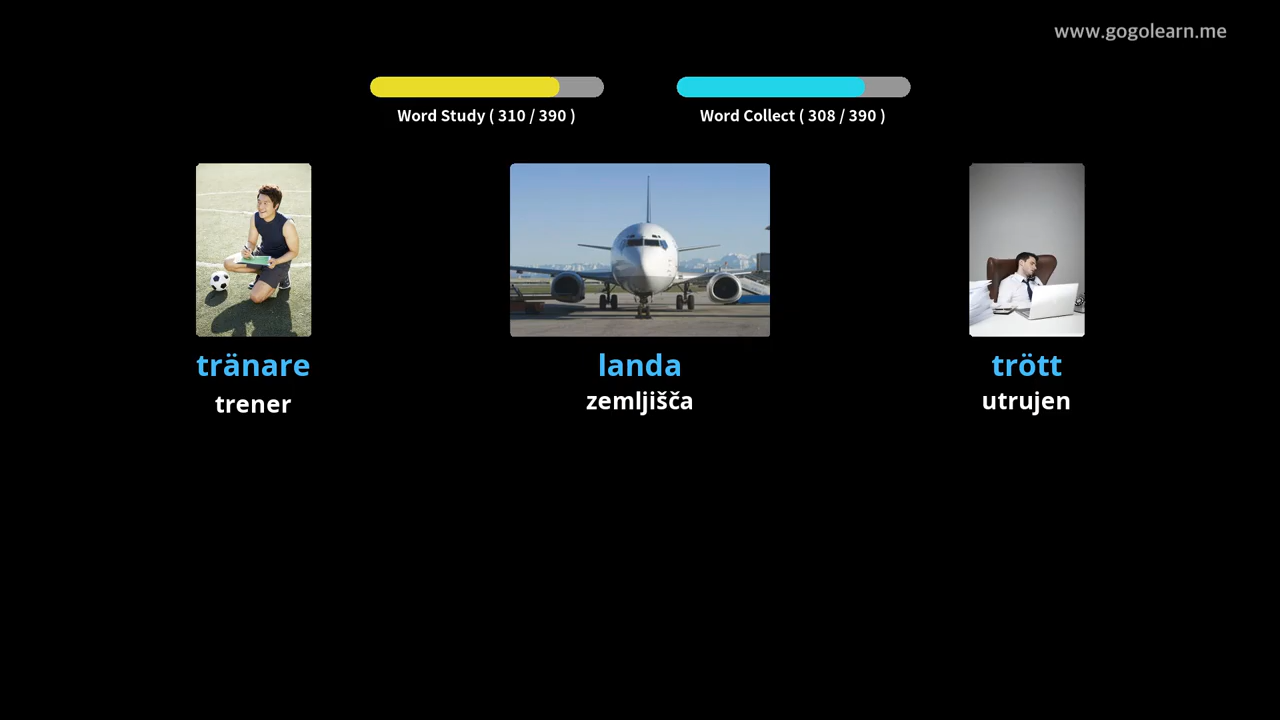 www.gogolearn.me
Word Study ( 310 / 390 )
Word Collect ( 308 / 390 )
tränare
landa
trött
trener
zemljišča
utrujen